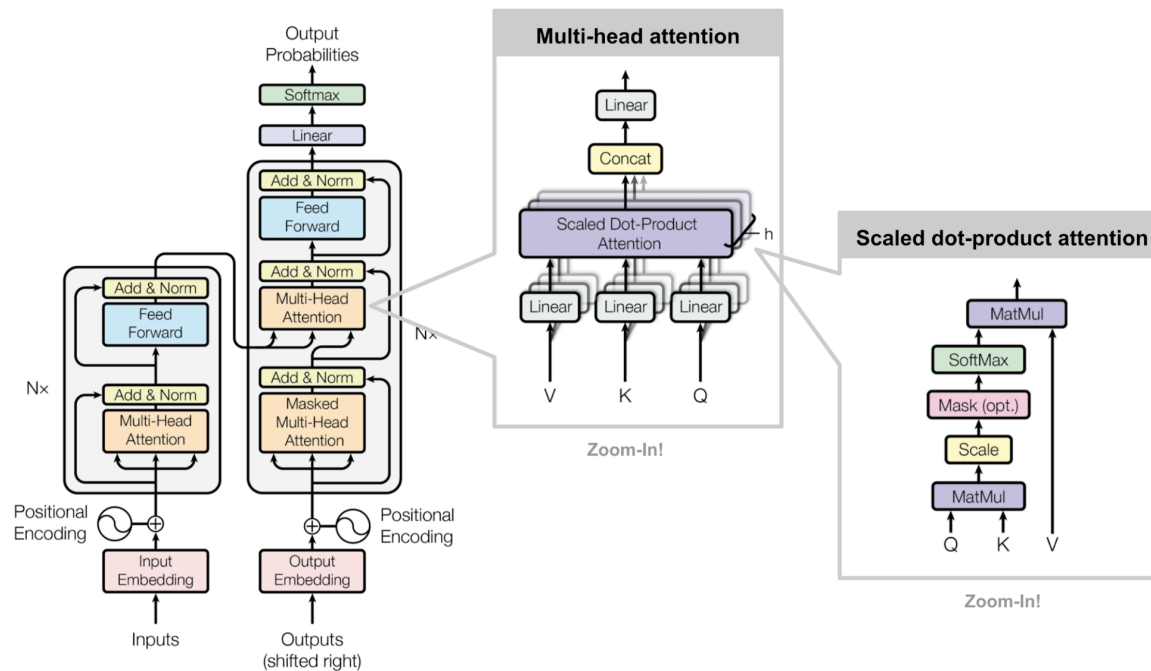 Output
Probabilities
Softmax
Linear
Add & Norm
Feed
Forward
Add & Norm
Multi-Head
Attention
Nx
Add & Norm
Masked
Multi-Head
Attention
Add & Norm
Feed
Forward
Nx
Add & Norm
Multi-Head
Attention
Positional
Encoding
Positional
Encoding
Input
Embedding
Output
Embedding
Inputs
Outputs
(shifted right)
Multi-head attention
Linear
Concat
Scaled Dot-Product
Attention
h
Linear
Linear
Linear
V
K
Q
Zoom-In!
Scaled dot-product attention
MatMul
SoftMax
Mask (opt.)
Scale
MatMul
Q
K
V
Zoom-In!